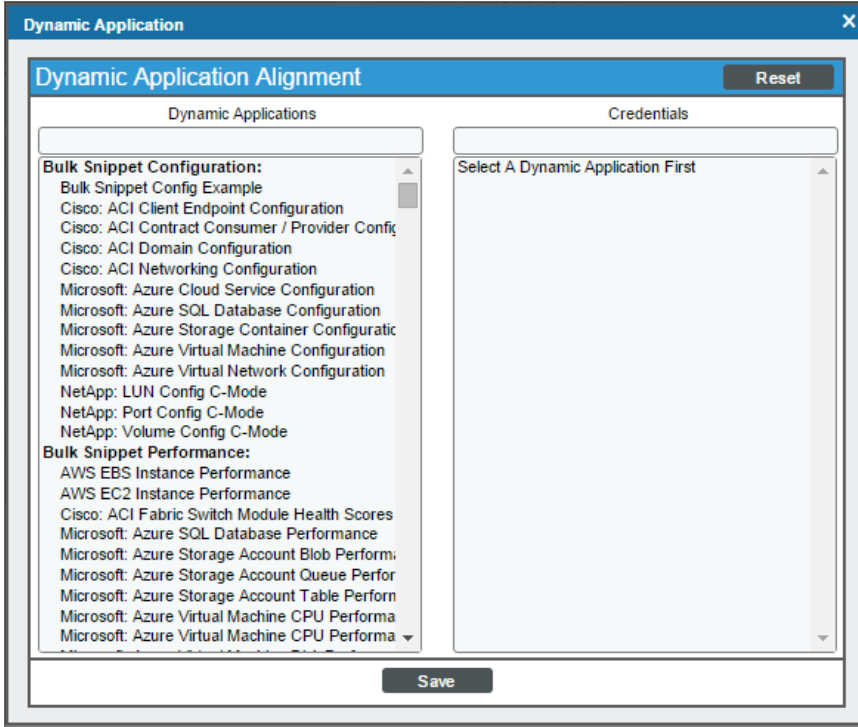 Dynamic Application
Dynamic Application Alignment
Reset
Dynamic Applications
Bulk Snippet Configuration:
Bulk Snippet Config Example
Cisco: ACI Client Endpoint Configuration
Cisco: ACI Contract Consumer / Provider Config
Cisco: ACI Domain Configuration
Cisco: ACI Networking Configuration
Microsoft: Azure Cloud Service Configuration
Microsoft: Azure SQL Database Configuration
Microsoft: Azure Storage Container Configuratio
Microsoft: Azure Virtual Machine Configuration
Microsoft: Azure Virtual Network Configuration
NetApp: LUN Config C-Mode
NetApp: Port Config C-Mode
NetApp: Volume Config C-Mode
Bulk Snippet Performance:
AWS EBS Instance Performance
AWS EC2 Instance Performance
Cisco: ACI Fabric Switch Module Health Scores
Microsoft: Azure SQL Database Performance
Microsoft: Azure Storage Account Blob Performa
Microsoft: Azure Storage Account Queue Perfor
Microsoft: Azure Storage Account Table Perform
Microsoft: Azure Virtual Machine CPU Performa
Microsoft: Azure Virtual Machine CPU Performa
Credentials
Select A Dynamic Application First
Save